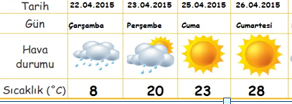 Tarih 22.04.2015 23.04.2015 25.04.2015 26.04.2015
Gün Çarşamba Perşembe Cuma Cumartesi
Hava
durumu
Sıcaklık (°C) 8 20 23 28